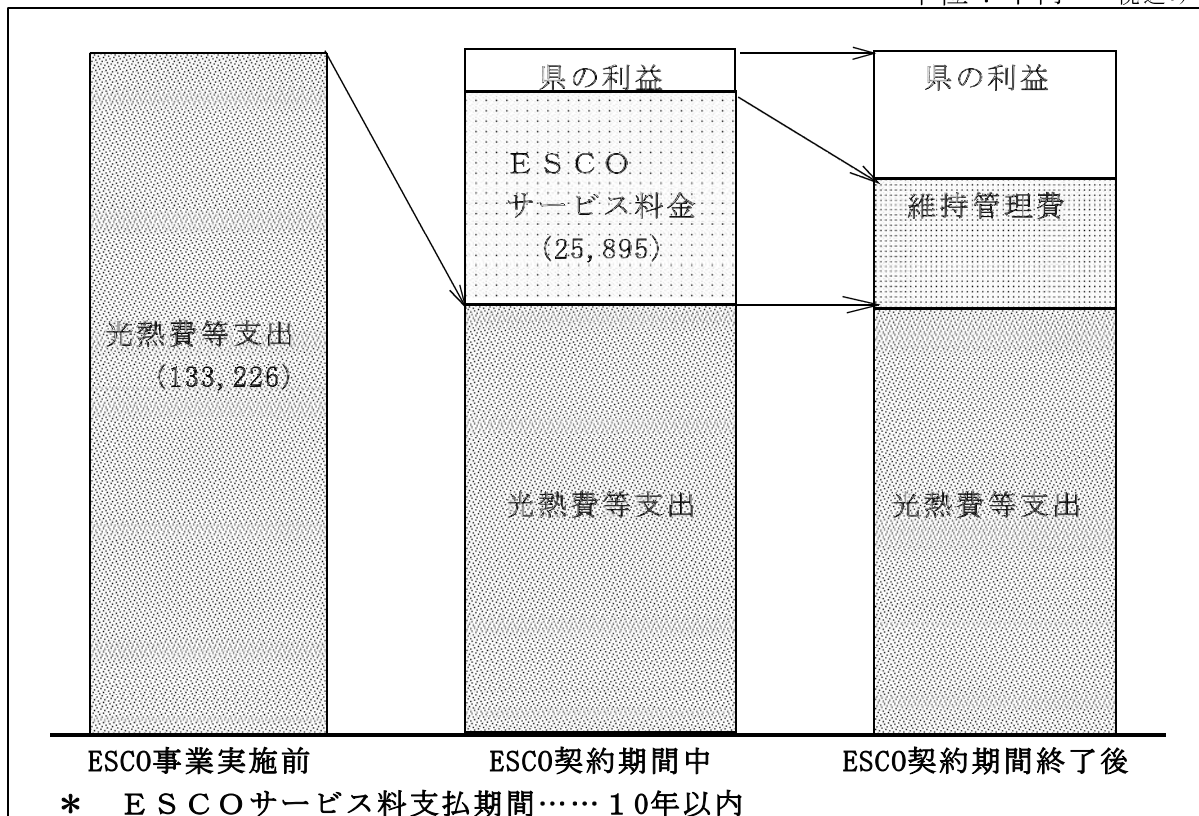 県の利益
県の利益
ＥＳＣＯ
サービス料金
(25,895)
維持管理費
光熱費等支出
(133,226)
光熱費等支出
光熱費等支出
ESCO事業実施前
ESCO契約期間中
ESCO契約期間終了後
＊　ＥＳＣＯサービス料支払期間……１０年以内